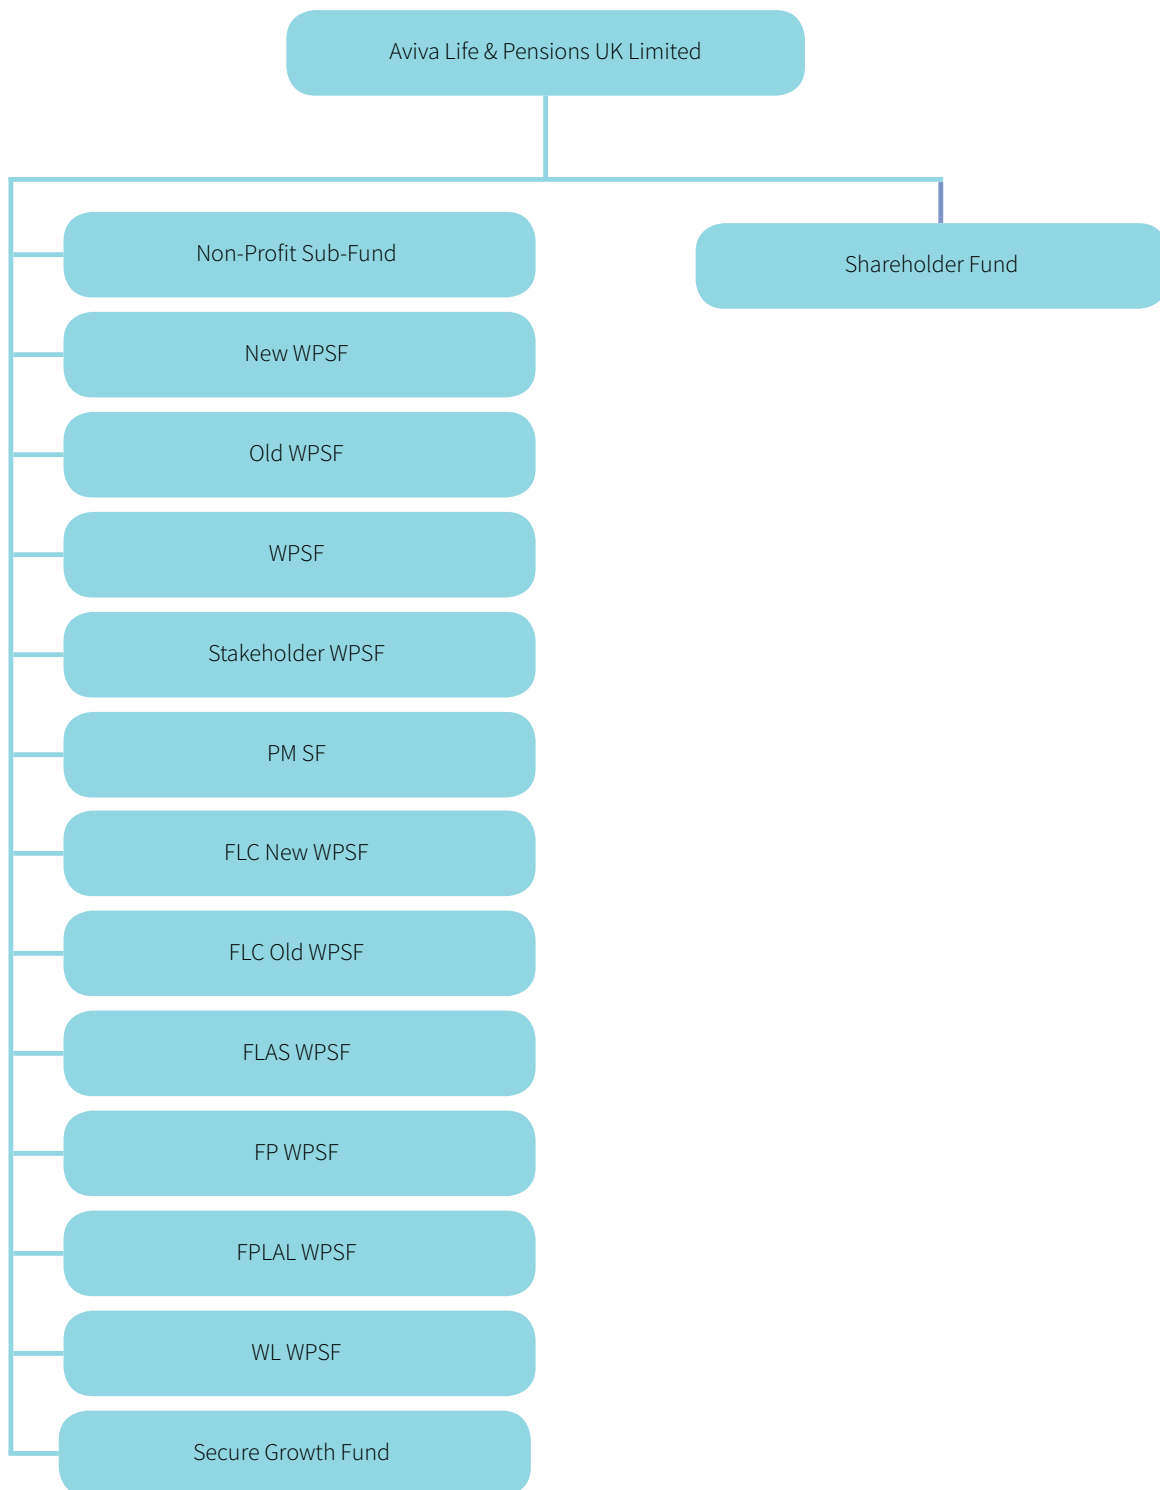 Aviva Life & Pensions UK Limited
Non-Profit Sub-Fund
Shareholder Fund
New WPSF
Old WPSF
WPSF
Stakeholder WPSF
PM SF
FLC New WPSF
FLC Old WPSF
FLAS WPSF
FP WPSF
FPLAL WPSF
WL WPSF
Secure Growth Fund